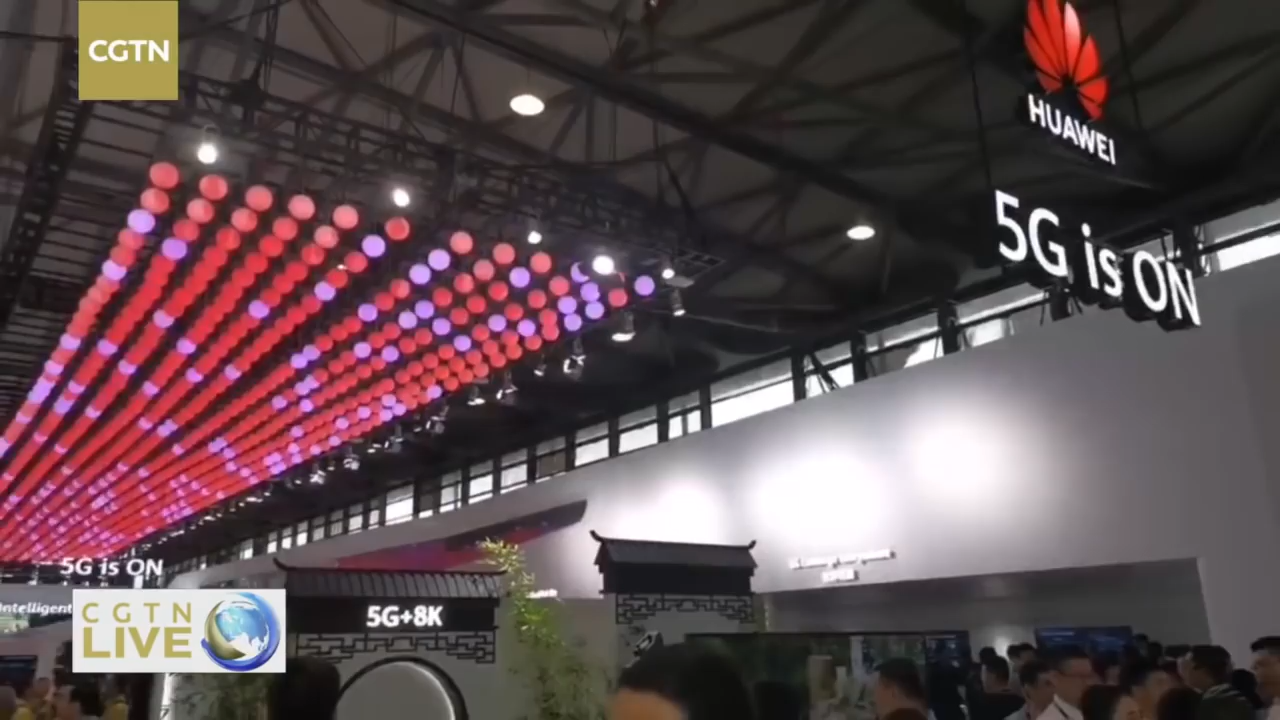 CGTN
HUAWEI
5G is ON
5G is ON
Intelligent
5G+8K
CGTN
LIVE